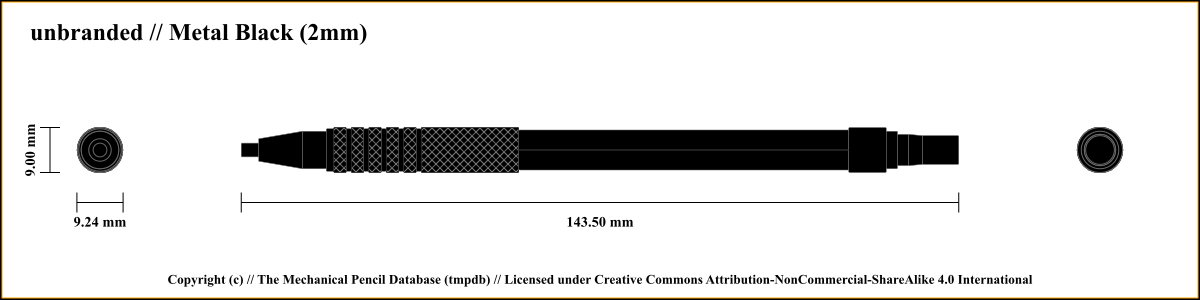 unbranded // Metal Black (2mm)
9.00 mm
9.24 mm
143.50 mm
Copyright (c) // The Mechanical Pencil Database (tmpdb) // Licensed under Creative Commons Attribution-NonCommercial-ShareAlike 4.0 International